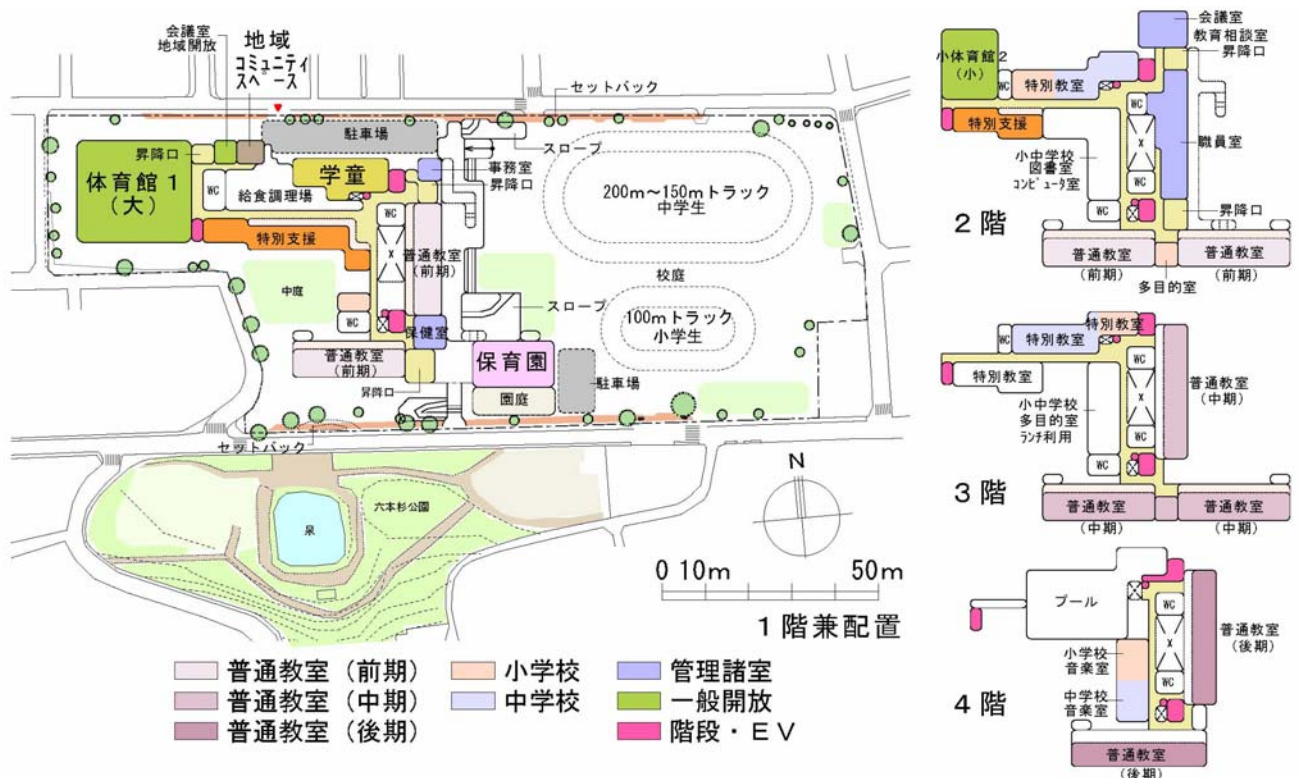 会議室
地域開放
地域
コミュニティ
スペース
セットバック
昇降口
駐車場
スロープ
体育館1
(大)
WC
給食調理場
学童
事務室
昇降口
200m~150mトラック
中学生
特別支援
WC
X
普通教室
(前期)
校庭
中庭
スロープ
100mトラック
小学生
WC
保健室
普通教室
(前期)
昇降口
保育園
園庭
駐車場
セットバック
六本杉公園
泉
N
0 10m 50m
1階兼配置
普通教室(前期)
普通教室(中期)
普通教室(後期)
小学校
中学校
管理諸室
一般開放
階段・EV
会議室
教育相談室
昇降口
小体育館2
(小)
WC
特別教室
WC
特別支援
X
職員室
小中学校
図書室
コンピュータ室
WC
WC
昇降口
2階
普通教室
(前期)
普通教室
(前期)
多目的室
WC
特別教室
特別教室
WC
特別教室
X
普通教室
(中期)
小中学校
多目的室
ランチ利用
WC
WC
3階
普通教室
(中期)
普通教室
(中期)
プール
WC
X
普通教室
(後期)
小学校
音楽室
WC
中学校
音楽室
4階
普通教室
(後期)